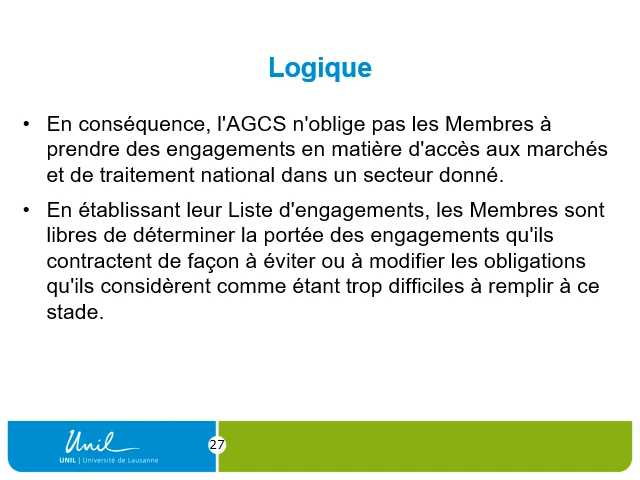 Logique
• En conséquence, l'AGCS n'oblige pas les Membres à
prendre des engagements en matière d'accès aux marchés
et de traitement national dans un secteur donné.
• En établissant leur Liste d'engagements, les Membres sont
libres de déterminer la portée des engagements qu'ils
contractent de façon à éviter ou à modifier les obligations
qu'ils considèrent comme étant trop difficiles à remplir à ce
stade.
Unil
UNIL | Université de Lausanne
27